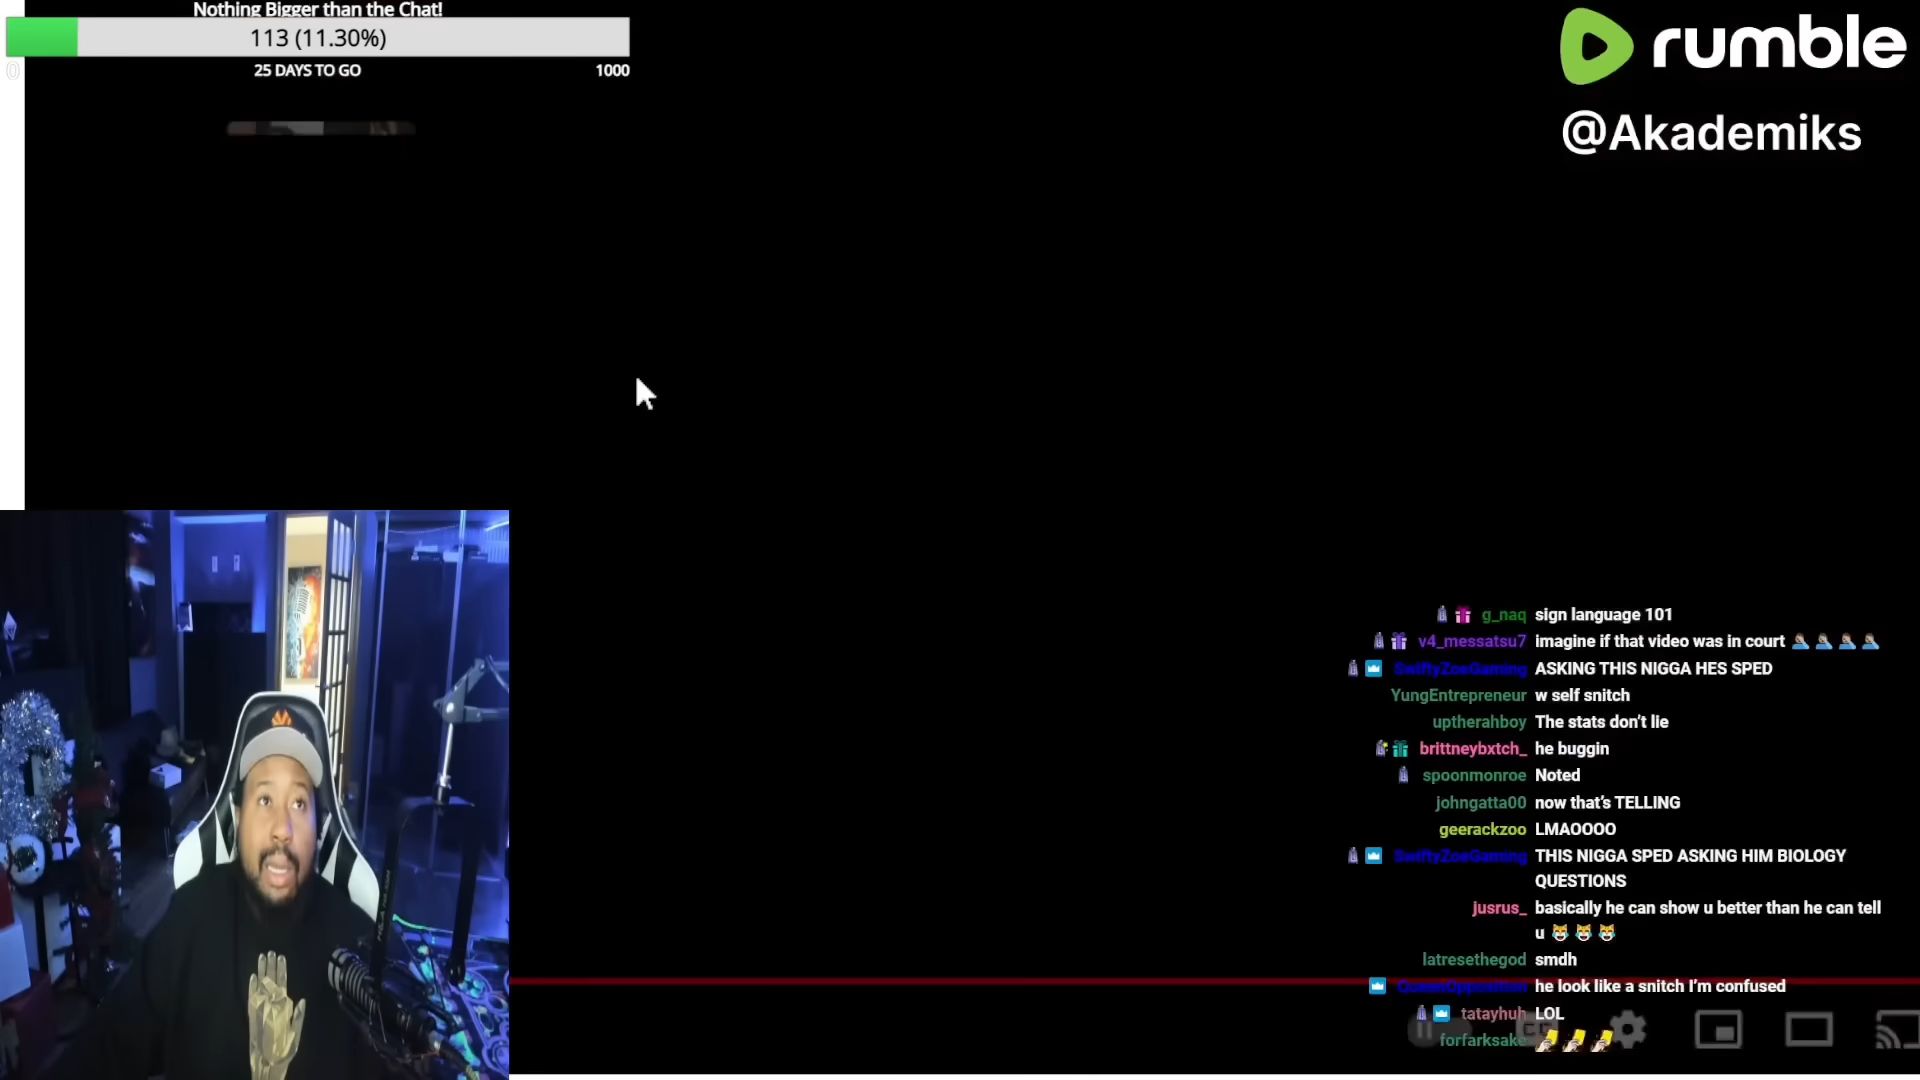 Nothing Bigger than the Chat!
113 (11.30%)
0
25 DAYS TO GO
1000
rumble
@Akademiks
g_naq sign language 101
v4_messatsu7 imagine if that video was in court
SwiftyZoeGaming ASKING THIS NIGGA HES SPED
YungEntrepreneur w self snitch
uptherahboy The stats don't lie
brittneybxtch_ he buggin
spoonmonroe Noted
johngatta00 now that's TELLING
geerackzoo LMAOOOO
SwiftyZoeGaming THIS NIGGA SPED ASKING HIM BIOLOGY
QUESTIONS
jusrus_ basically he can show u better than he can tell
u
latresethegod smdh
he look like a snitch I'm confused
tatayhuh LOL
forfarksake